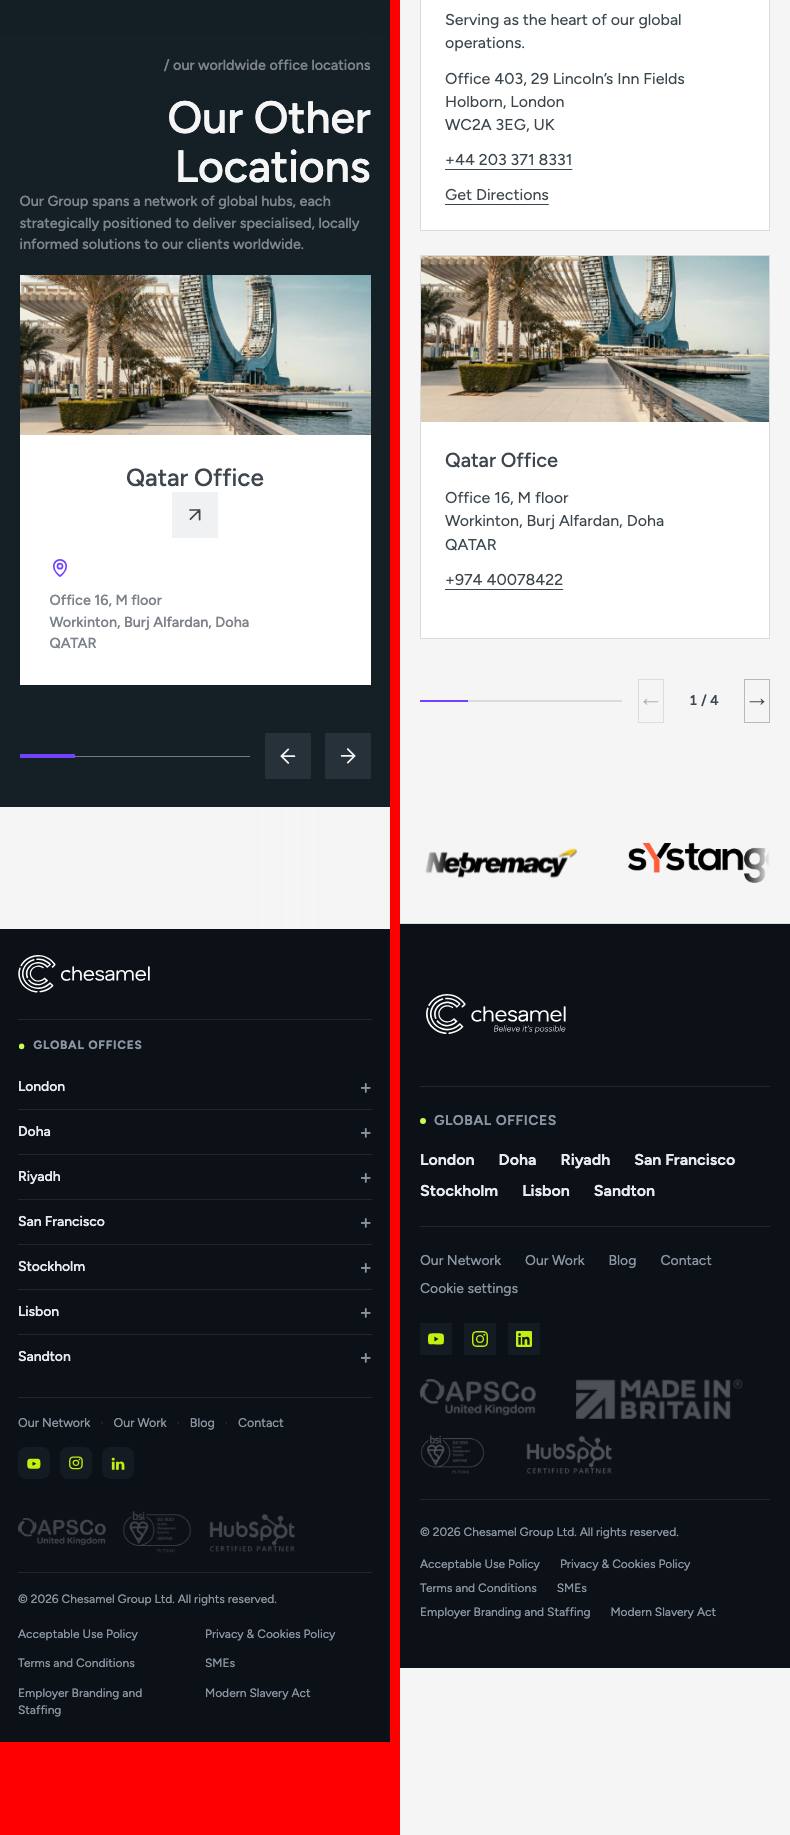 / our worldwide office locations
Our Other
Locations
Our Group spans a network of global hubs, each
strategically positioned to deliver specialised, locally
informed solutions to our clients worldwide.
Qatar Office
Office 16, M floor
Workinton, Burj Alfardan, Doha
QATAR
chesamel
GLOBAL OFFICES
London
Doha
Riyadh
San Francisco
Stockholm
Lisbon
Sandton
Our Network · Our Work · Blog · Contact
APSCo
United Kingdom
bsi
HubSpot
CERTIFIED PARTNER
© 2026 Chesamel Group Ltd. All rights reserved.
Acceptable Use Policy Privacy & Cookies Policy
Terms and Conditions SMEs
Employer Branding and Modern Slavery Act
Staffing
Serving as the heart of our global
operations.
Office 403, 29 Lincoln’s Inn Fields
Holborn, London
WC2A 3EG, UK
+44 203 371 8331
Get Directions
Qatar Office
Office 16, M floor
Workinton, Burj Alfardan, Doha
QATAR
+974 40078422
← 1 / 4 →
Netpremacy sYstang
chesamel
Believe it's possible
GLOBAL OFFICES
London Doha Riyadh San Francisco
Stockholm Lisbon Sandton
Our Network Our Work Blog Contact
Cookie settings
APSCo
United Kingdom
MADE IN®
BRITAIN
bsi
HubSpot
CERTIFIED PARTNER
© 2026 Chesamel Group Ltd. All rights reserved.
Acceptable Use Policy Privacy & Cookies Policy
Terms and Conditions SMEs
Employer Branding and Staffing Modern Slavery Act